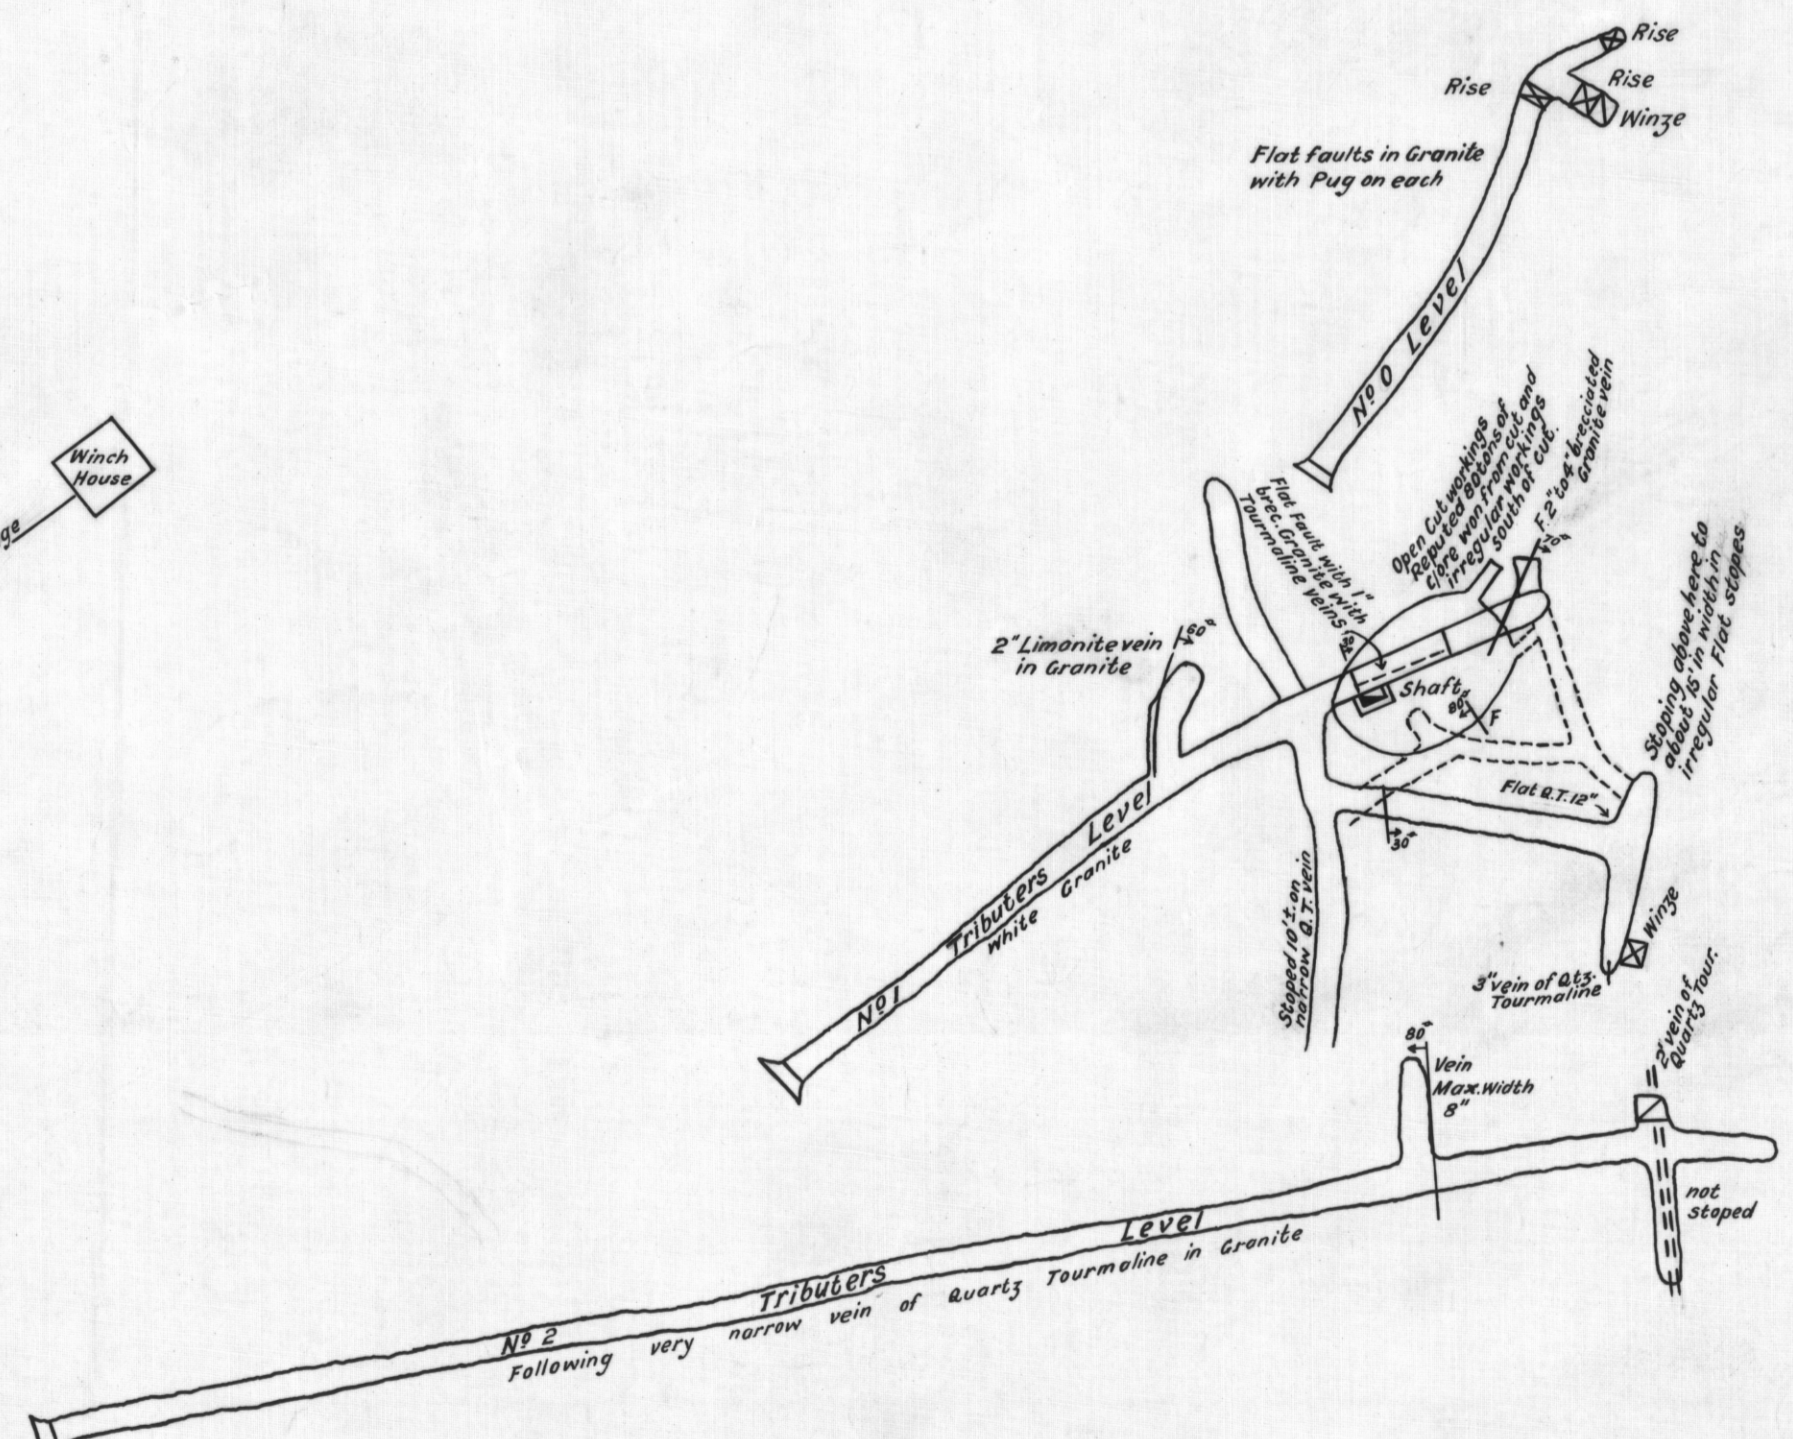 Rise
Rise
Rise
Winze
Flat faults in Granite
with Pug on each
Nº 0 Level
Winch
House
ge
Open Cut workings
Reputed 80 tons of
ore won from cut and
irregular workings
south of cut.
F. 2" to 4" brecciated
Granite vein
Flat Fault with 1"
brec. Granite with
Tourmaline veins
2" Limonite vein
in Granite
60°
Shaft
80°
F
Stoping above here to
about 15' in width in
irregular Flat stopes
Flat Q.T. 12"
30°
Nº 1 Tributers Level
White Granite
Stoped 10'± on
narrow Q.T. vein
Winze
3" vein of Qtz.
Tourmaline
2' vein of
Quartz Tour.
80°
Vein
Max. Width
8"
not
stoped
Nº 2 Tributers Level
Following very narrow vein of Quartz Tourmaline in Granite